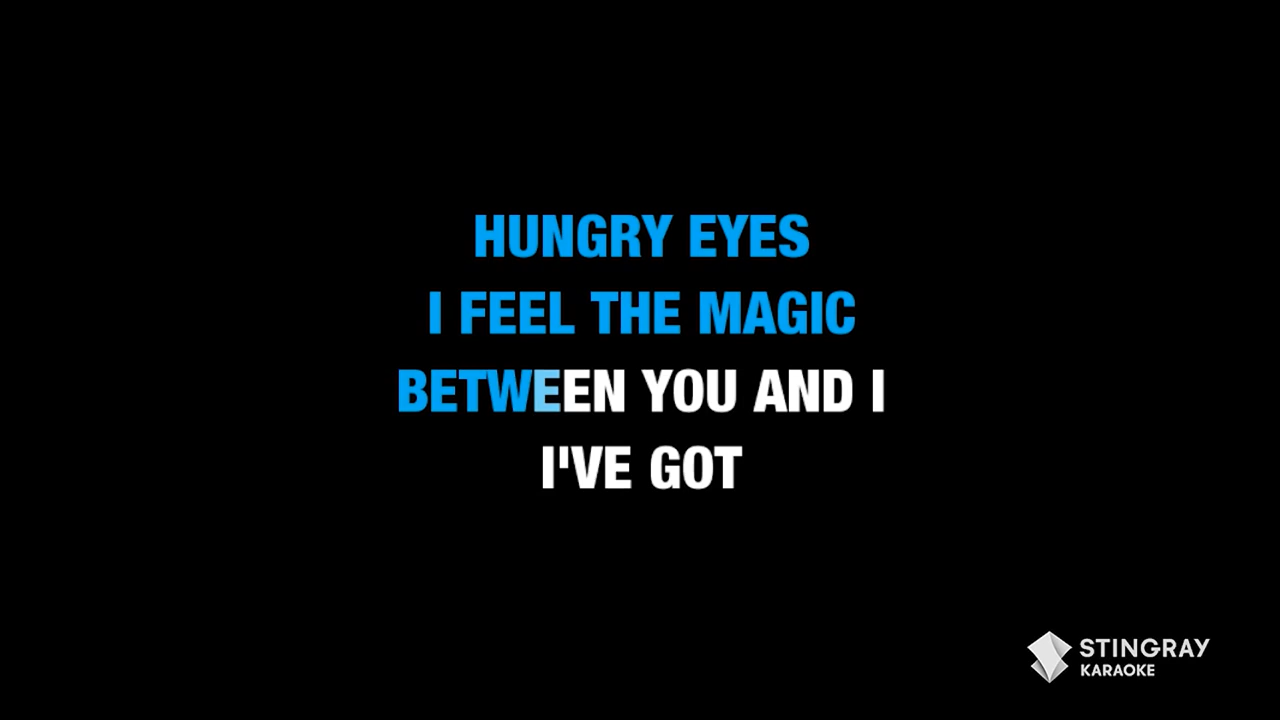 HUNGRY EYES
I FEEL THE MAGIC
BETWEEN YOU AND I
I'VE GOT
STINGRAY
KARAOKE